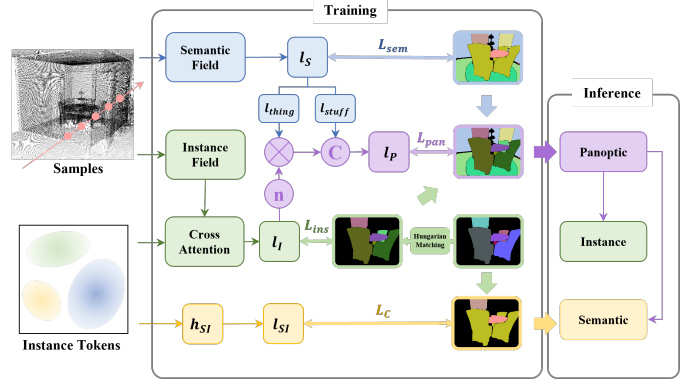 Training
Semantic
Field
l_S
L_sem
l_thing
l_stuff
Samples
Instance
Field
C
l_P
L_pan
n
Cross
Attention
l_I
L_ins
Hungarian
Matching
Instance Tokens
h_SI
l_SI
L_C
Inference
Panoptic
Instance
Semantic